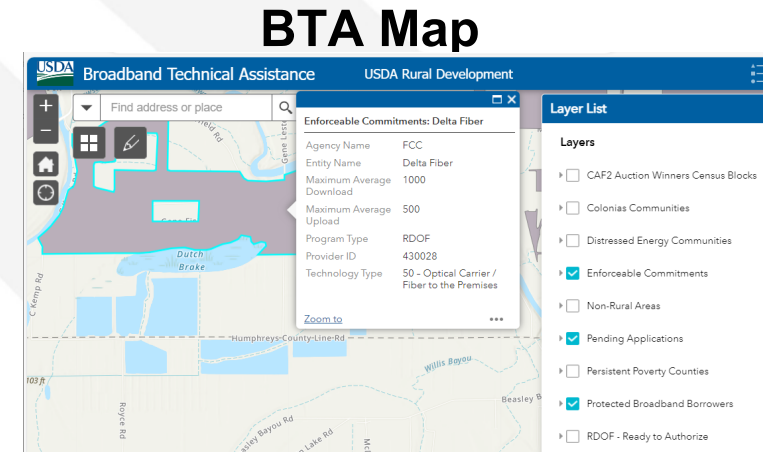 BTA Map
USDA
Broadband Technical Assistance
USDA Rural Development
+
−
Find address or place
Enforceable Commitments: Delta Fiber
Agency Name FCC
Entity Name Delta Fiber
Maximum Average Download 1000
Maximum Average Upload 500
Program Type RDOF
Provider ID 430028
Technology Type 50 - Optical Carrier /
Fiber to the Premises
Zoom to
•••
Layer List
Layers
CAF2 Auction Winners Census Blocks
Colonias Communities
Distressed Energy Communities
Enforceable Commitments
Non-Rural Areas
Pending Applications
Persistent Poverty Counties
Protected Broadband Borrowers
RDOF - Ready to Authorize
Dutch
Brake
C Kemp Rd
Humphreys-County-Line-Rd
Willis Bayou
103 ft
Royce Rd
Bayou Rd
Lake Rd
Beasley B